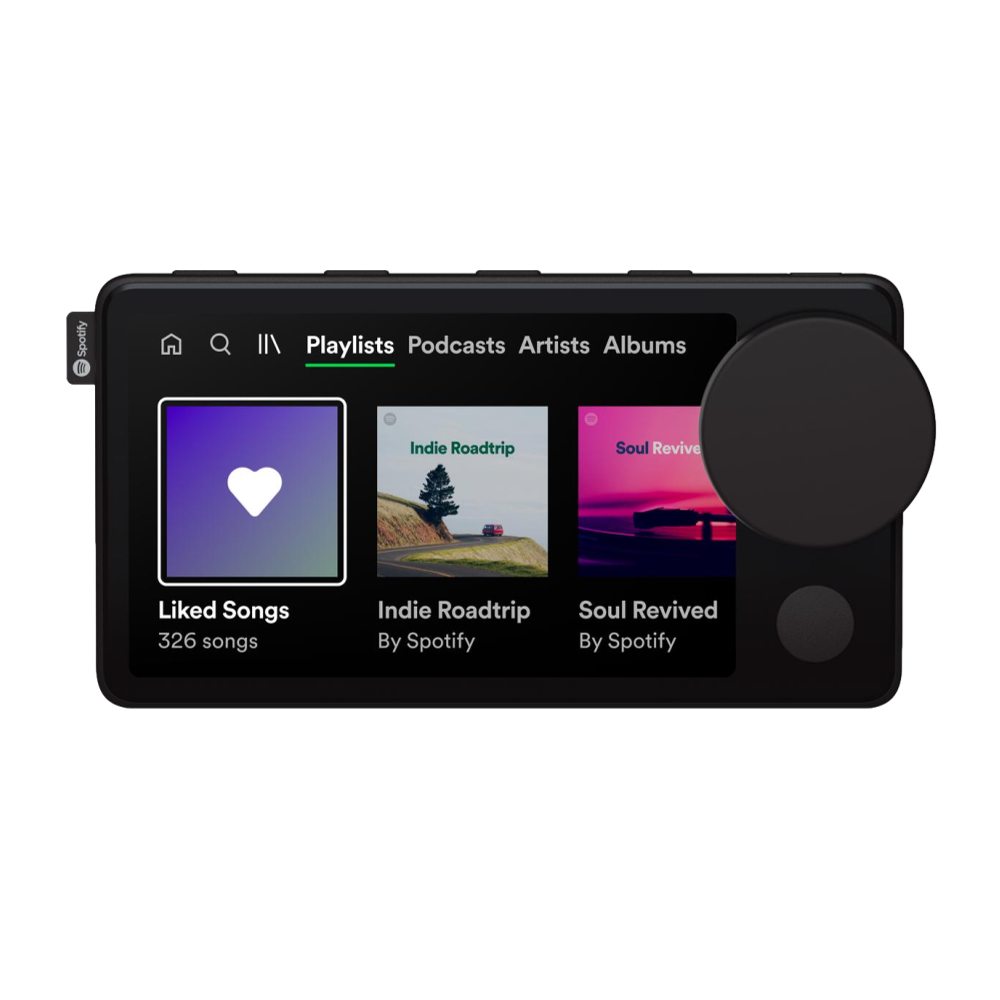 Spotify
Playlists Podcasts Artists Albums
Indie Roadtrip
Soul Revive
Liked Songs
326 songs
Indie Roadtrip
By Spotify
Soul Revived
By Spotify